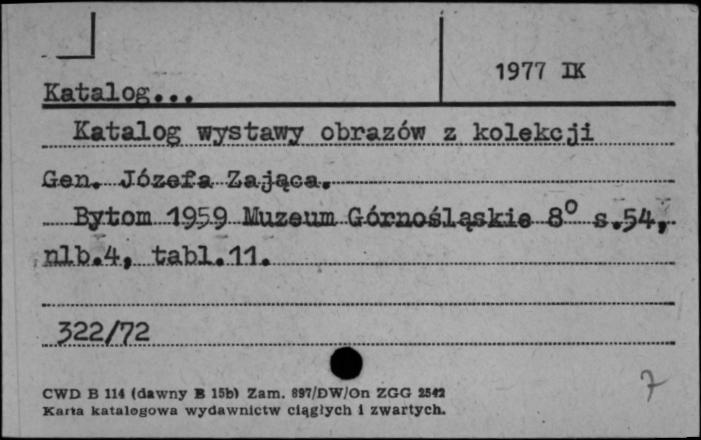 1977 IK
Katalog...
Katalog wystawy obrazów z kolekcji
Gen. Józefa Zająca.
Bytom 1959 Muzeum Górnośląskie 8° s.54,
nlb.4, tabl.11.
322/72
CWD B 114 (dawny B 15b) Zam. 897/DW/On ZGG 2542
Karta katalogowa wydawnictw ciągłych i zwartych.
7